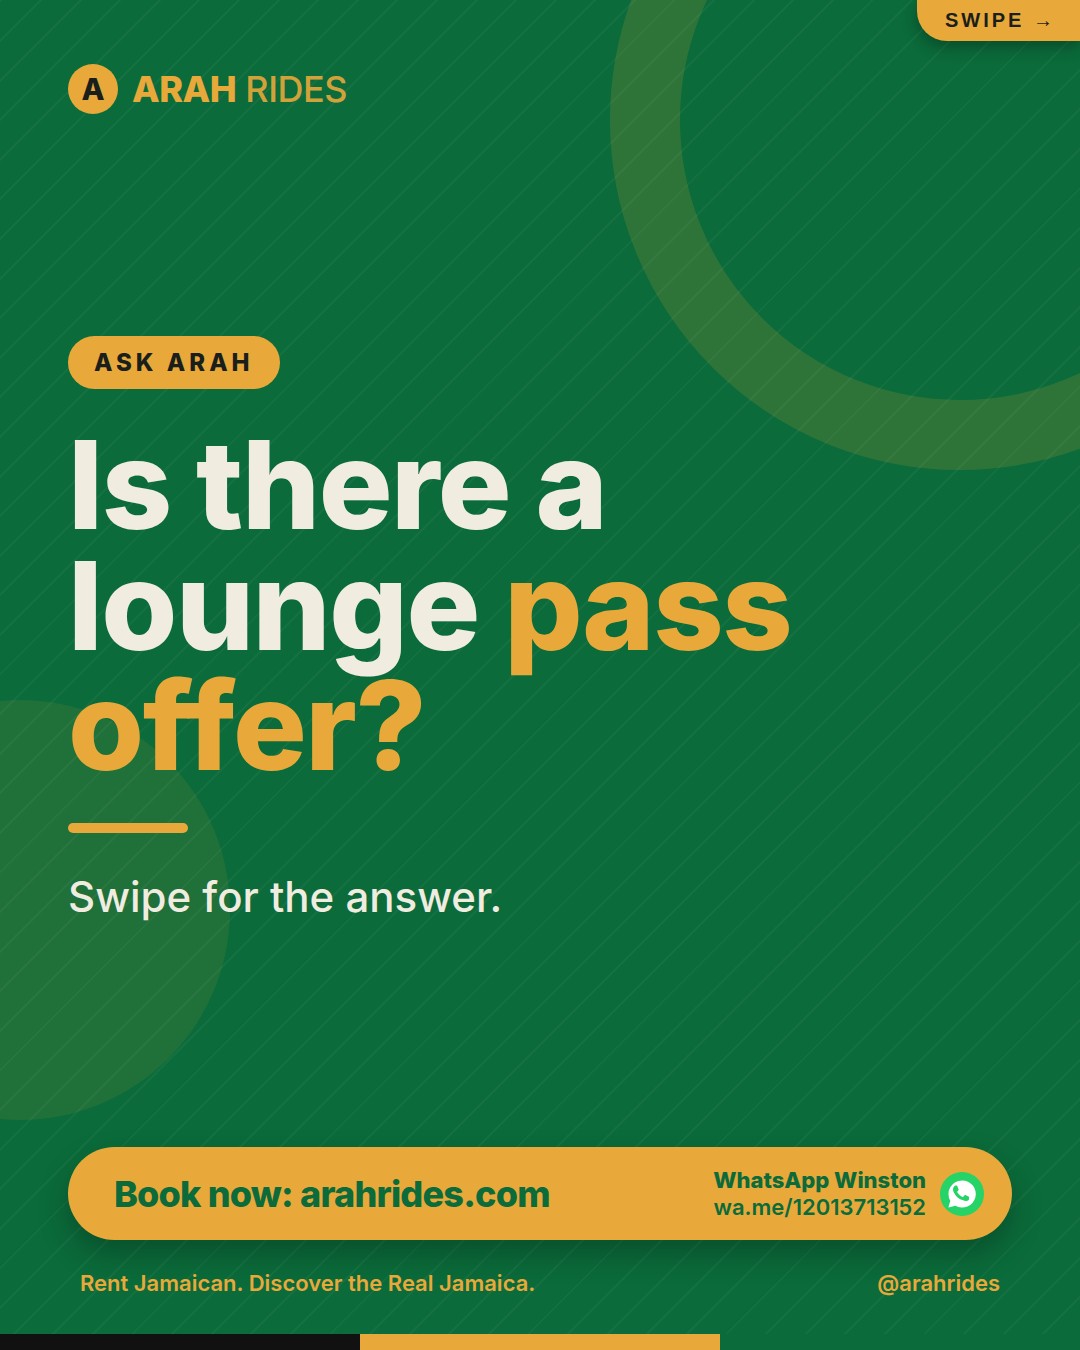 SWIPE →
A ARAH RIDES
ASK ARAH
Is there a
lounge pass
offer?
Swipe for the answer.
Book now: arahrides.com
WhatsApp Winston
wa.me/12013713152
Rent Jamaican. Discover the Real Jamaica.
@arahrides